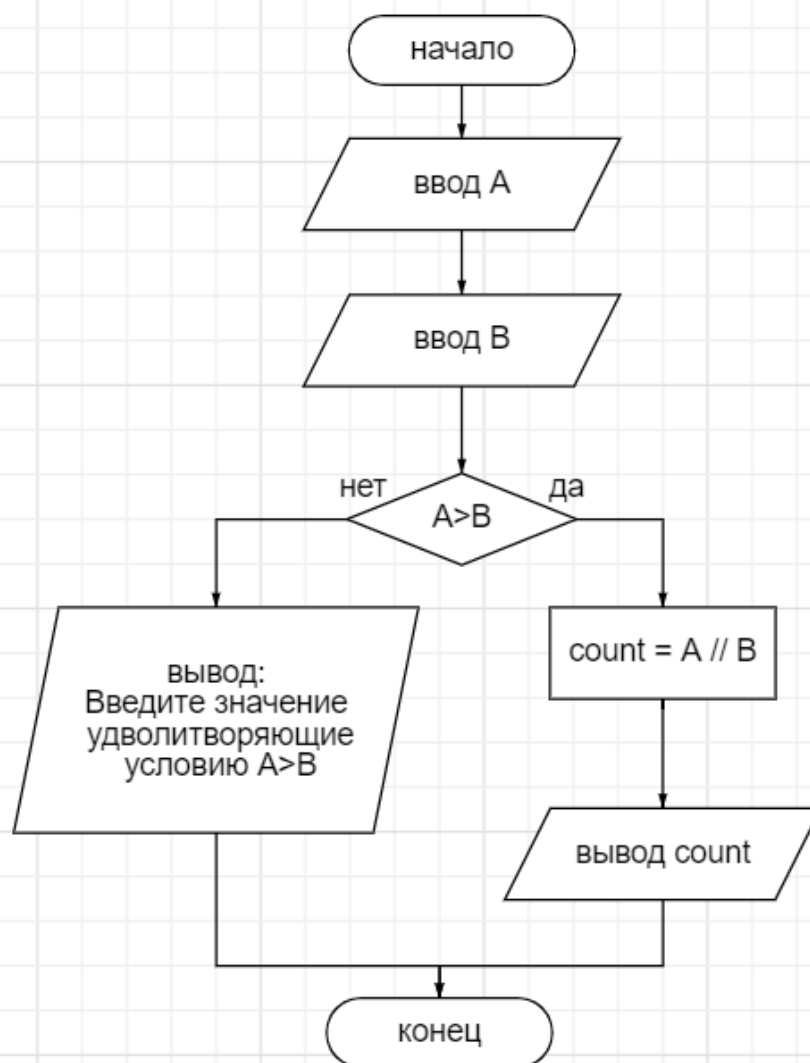 начало
ввод A
ввод B
нет
да
A>B
count = A // B
вывод:
Введите значение
удволитворяющие
условию A>B
вывод count
конец